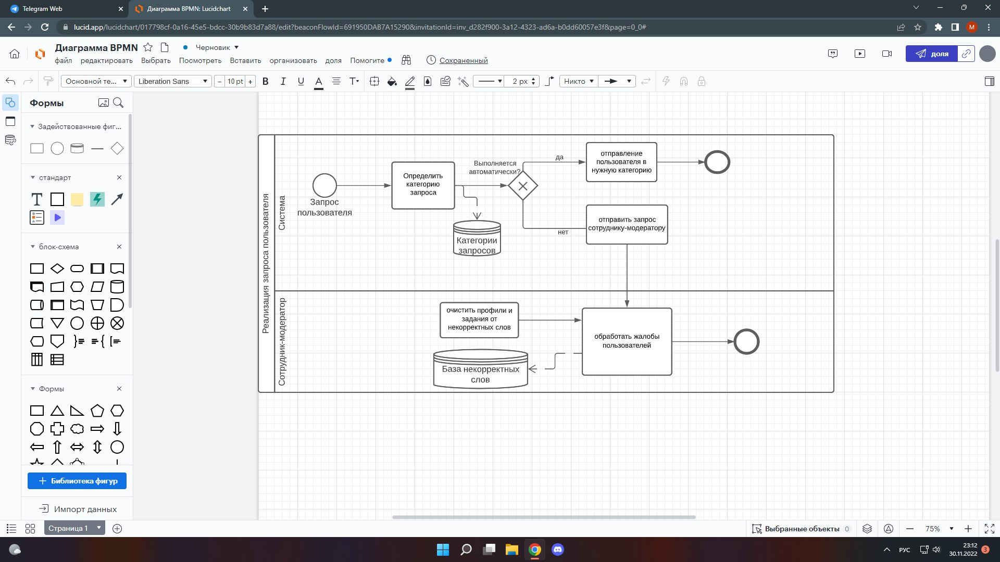 Telegram Web
Диаграмма BPMN: Lucidchart
lucid.app/lucidchart/017798cf-0a16-45e5-bdcc-30b9b83d7a88/edit?beaconFlowId=691950DAB7A15290&invitationId=inv_d282f900-3a12-4323-ad6a-b0dd60057e3f&page=0_0#
M
Диаграмма BPMN
Черновик
файл редактировать Выбрать Посмотреть Вставить организовать доля Помогите
Сохраненный
доля
Основной те...
Liberation Sans
− 10 pt +
B I U A T
2 px
Никто
Формы
Задействованные фиг...
стандарт
T
блок-схема
Формы
+ Библиотека фигур
Импорт данных
Реализация запроса пользователя
Система
Запрос
пользователя
Определить
категорию
запроса
Категории
запросов
Выполняется
автоматически?
да
нет
отправление
пользователя в
нужную категорию
отправить запрос
сотруднику-модератору
Сотрудник-модератор
очистить профили и
задания от
некорректных слов
База некорректных
слов
обработать жалобы
пользователей
Страница 1
Выбранные объекты 0
75%
РУС
23:12
30.11.2022
3